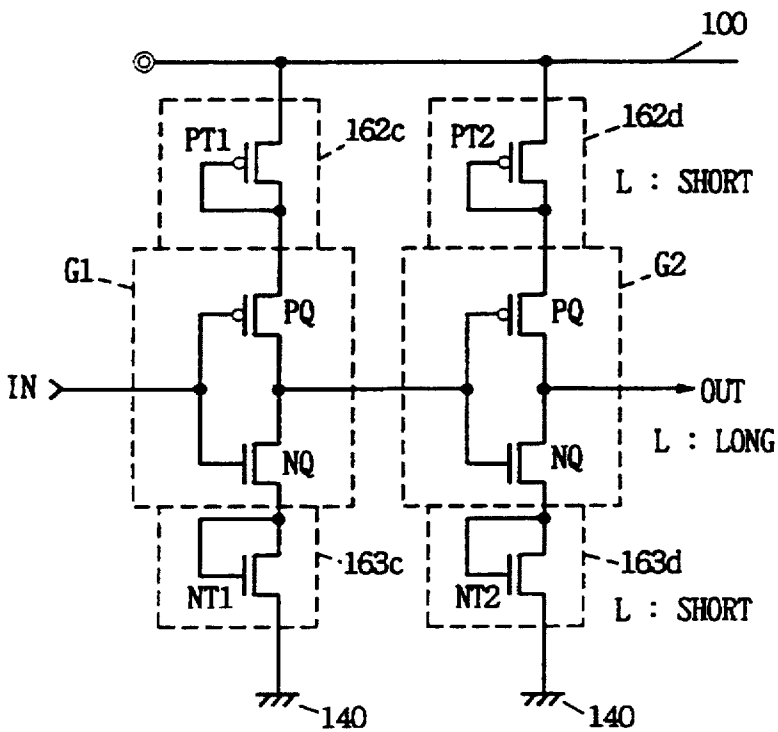 100
PT1
162c
PT2
162d
L : SHORT
G1
PQ
PQ
G2
IN
OUT
L : LONG
NQ
NQ
163c
163d
NT1
NT2
L : SHORT
140
140